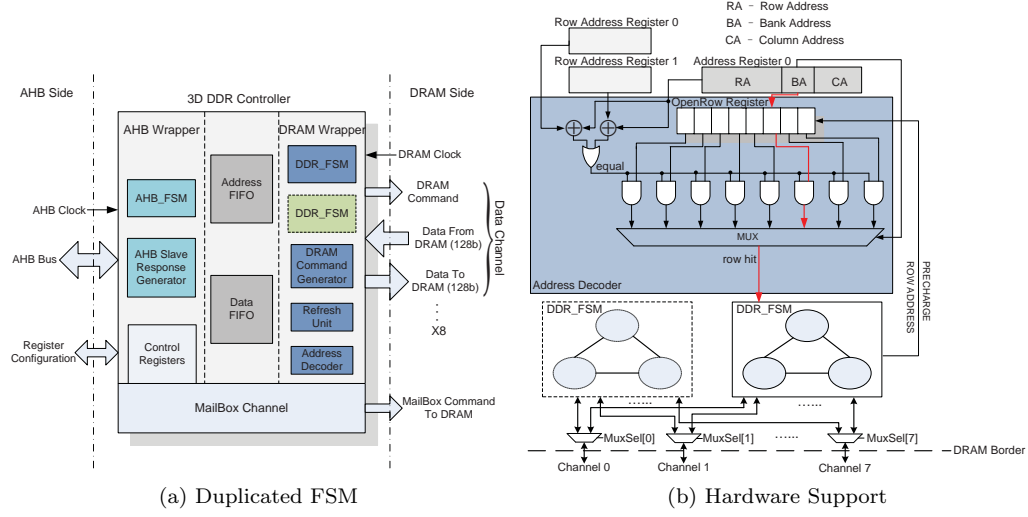 AHB Side
3D DDR Controller
DRAM Side
AHB Wrapper
DRAM Wrapper
DDR_FSM
DRAM Clock
Address
FIFO
AHB_FSM
DRAM
Command
DDR_FSM
AHB Clock
Data From
DRAM (128b)
Data Channel
AHB Slave
Response
Generator
DRAM
Command
Generator
AHB Bus
Data To
DRAM (128b)
Data
FIFO
Refresh
Unit
X8
Register
Configuration
Control
Registers
Address
Decoder
MailBox Channel
MailBox Command
To DRAM
(a) Duplicated FSM
RA - Row Address
BA - Bank Address
CA - Column Address
Row Address Register 0
Row Address Register 1
Address Register 0
RA
BA
CA
OpenRow Register
equal
MUX
row hit
Address Decoder
PRECHARGE
ROW ADDRESS
DDR_FSM
DDR_FSM
......
......
MuxSel[0]
MuxSel[1]
......
MuxSel[7]
DRAM Border
Channel 0
Channel 1
Channel 7
(b) Hardware Support